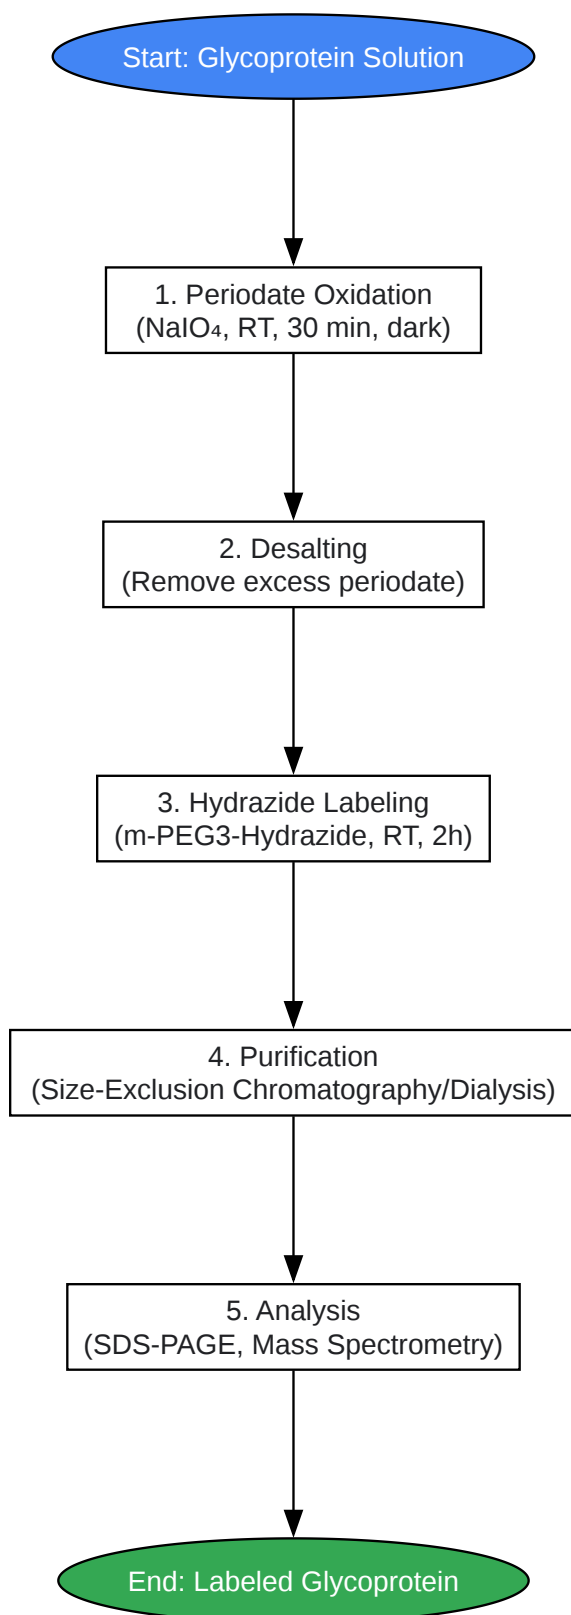 Start: Glycoprotein Solution
1. Periodate Oxidation
(NaIO₄, RT, 30 min, dark)
2. Desalting
(Remove excess periodate)
3. Hydrazide Labeling
(m-PEG3-Hydrazide, RT, 2h)
4. Purification
(Size-Exclusion Chromatography/Dialysis)
5. Analysis
(SDS-PAGE, Mass Spectrometry)
End: Labeled Glycoprotein